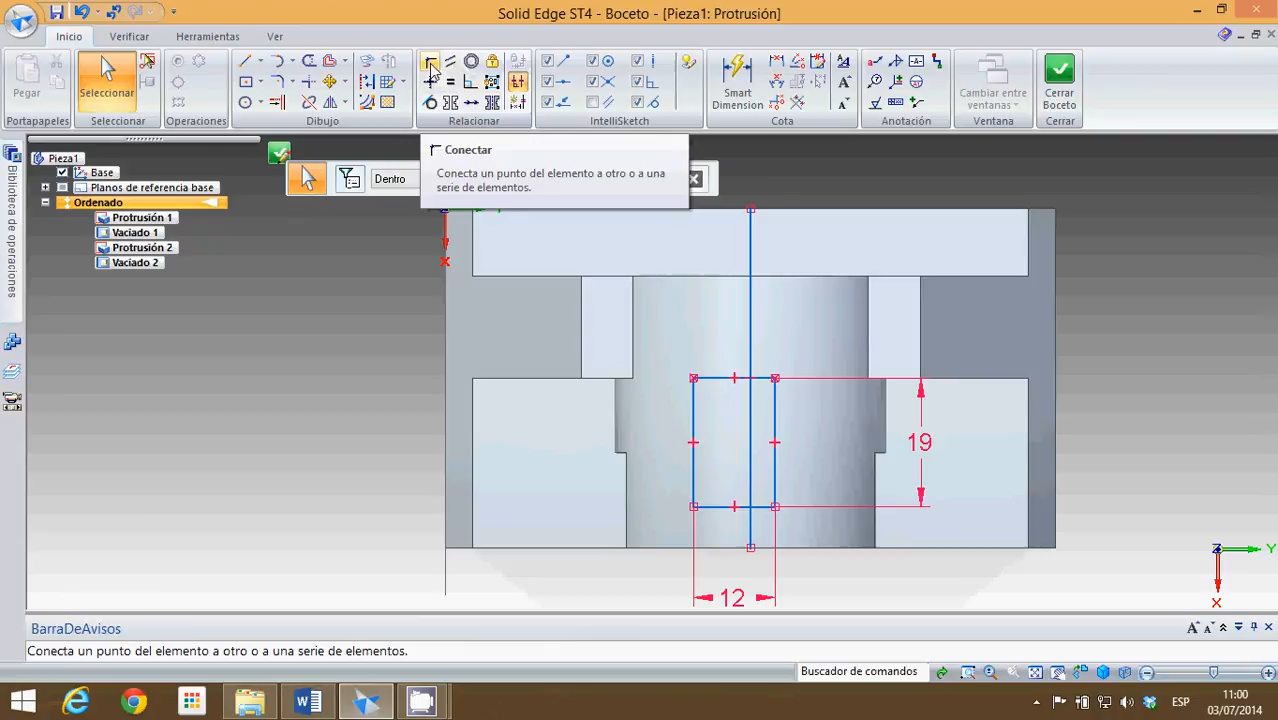 Solid Edge ST4 - Boceto - [Pieza1: Protrusión]
Inicio
Verificar
Herramientas
Ver
Pegar
Seleccionar
Smart
Dimension
Cambiar entre
ventanas
Cerrar
Boceto
Portapapeles
Seleccionar
Operaciones
Dibujo
Relacionar
IntelliSketch
Cota
Anotación
Ventana
Cerrar
Conectar
Conecta un punto del elemento a otro o a una
serie de elementos.
Dentro
Biblioteca de operaciones
Pieza1
Base
Planos de referencia base
Ordenado
Protrusión 1
Vaciado 1
Protrusión 2
Vaciado 2
x
19
12
Z
Y
X
BarraDeAvisos
Conecta un punto del elemento a otro o a una serie de elementos.
Buscador de comandos
ESP
11:00
03/07/2014